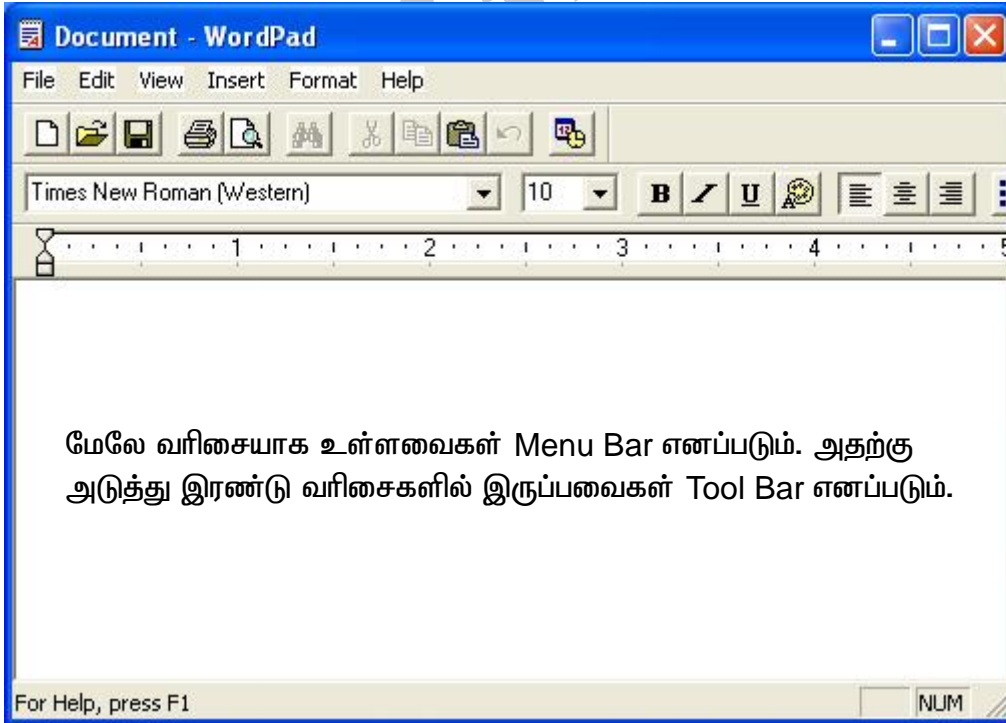 Document - WordPad
File Edit View Insert Format Help
Times New Roman (Western) 10 B I U
1 2 3 4 5
மேலே வரிசையாக உள்ளவைகள் Menu Bar எனப்படும். அதற்கு
அடுத்து இரண்டு வரிசைகளில் இருப்பவைகள் Tool Bar எனப்படும்.
For Help, press F1 NUM